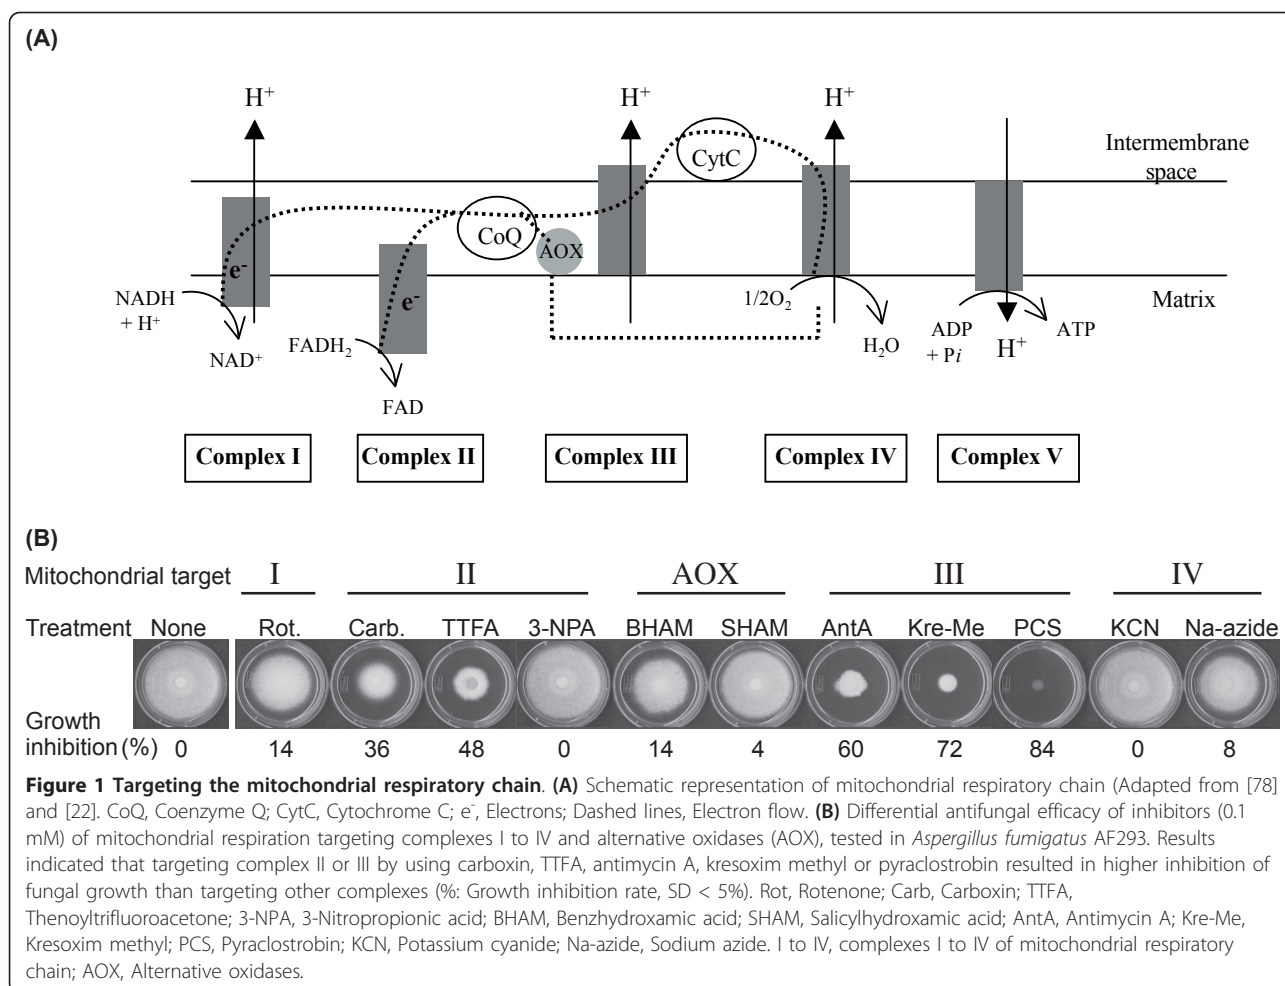 (A)
H⁺ H⁺ H⁺
CytC
Intermembrane
space
CoQ
AOX
e⁻
e⁻
NADH
+ H⁺
NAD⁺
FADH₂
FAD
1/2O₂
H₂O
ADP
+ Pi
H⁺
ATP
Matrix
Complex I Complex II Complex III Complex IV Complex V
(B)
Mitochondrial target I II AOX III IV
Treatment None Rot. Carb. TTFA 3-NPA BHAM SHAM AntA Kre-Me PCS KCN Na-azide
Growth
inhibition (%) 0 14 36 48 0 14 4 60 72 84 0 8
Figure 1 Targeting the mitochondrial respiratory chain. (A) Schematic representation of mitochondrial respiratory chain (Adapted from [78]
and [22]. CoQ, Coenzyme Q; CytC, Cytochrome C; e⁻, Electrons; Dashed lines, Electron flow. (B) Differential antifungal efficacy of inhibitors (0.1
mM) of mitochondrial respiration targeting complexes I to IV and alternative oxidases (AOX), tested in Aspergillus fumigatus AF293. Results
indicated that targeting complex II or III by using carboxin, TTFA, antimycin A, kresoxim methyl or pyraclostrobin resulted in higher inhibition of
fungal growth than targeting other complexes (%: Growth inhibition rate, SD < 5%). Rot, Rotenone; Carb, Carboxin; TTFA,
Thenoyltrifluoroacetone; 3-NPA, 3-Nitropropionic acid; BHAM, Benzhydroxamic acid; SHAM, Salicylhydroxamic acid; AntA, Antimycin A; Kre-Me,
Kresoxim methyl; PCS, Pyraclostrobin; KCN, Potassium cyanide; Na-azide, Sodium azide. I to IV, complexes I to IV of mitochondrial respiratory
chain; AOX, Alternative oxidases.